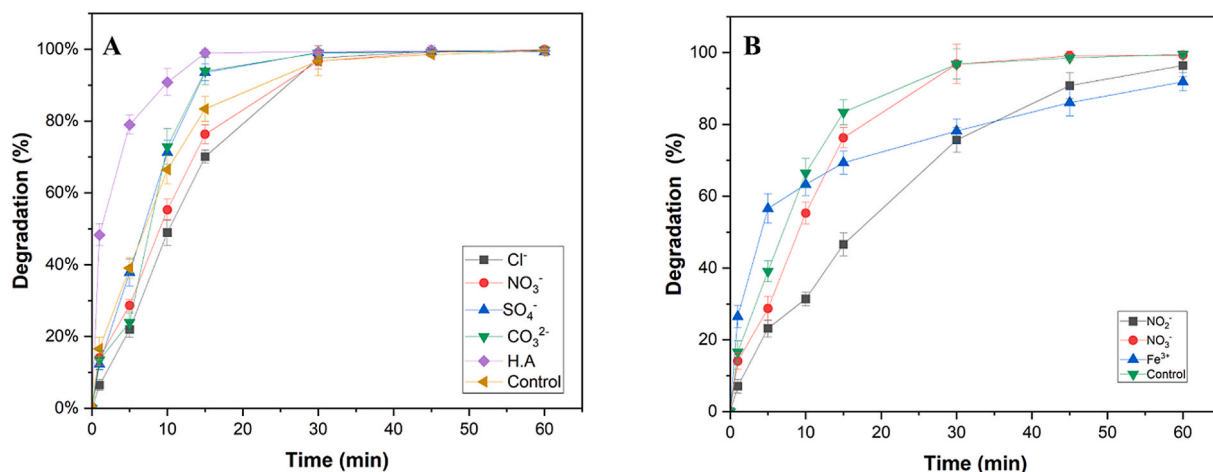 A
Degradation (%)
100%
80%
60%
40%
20%
0%
0 10 20 30 40 50 60
Time (min)
Cl⁻
NO₃⁻
SO₄⁻
CO₃²⁻
H.A
Control
B
Degradation (%)
100
80
60
40
20
0
0 10 20 30 40 50 60
Time (min)
NO₂⁻
NO₃⁻
Fe³⁺
Control